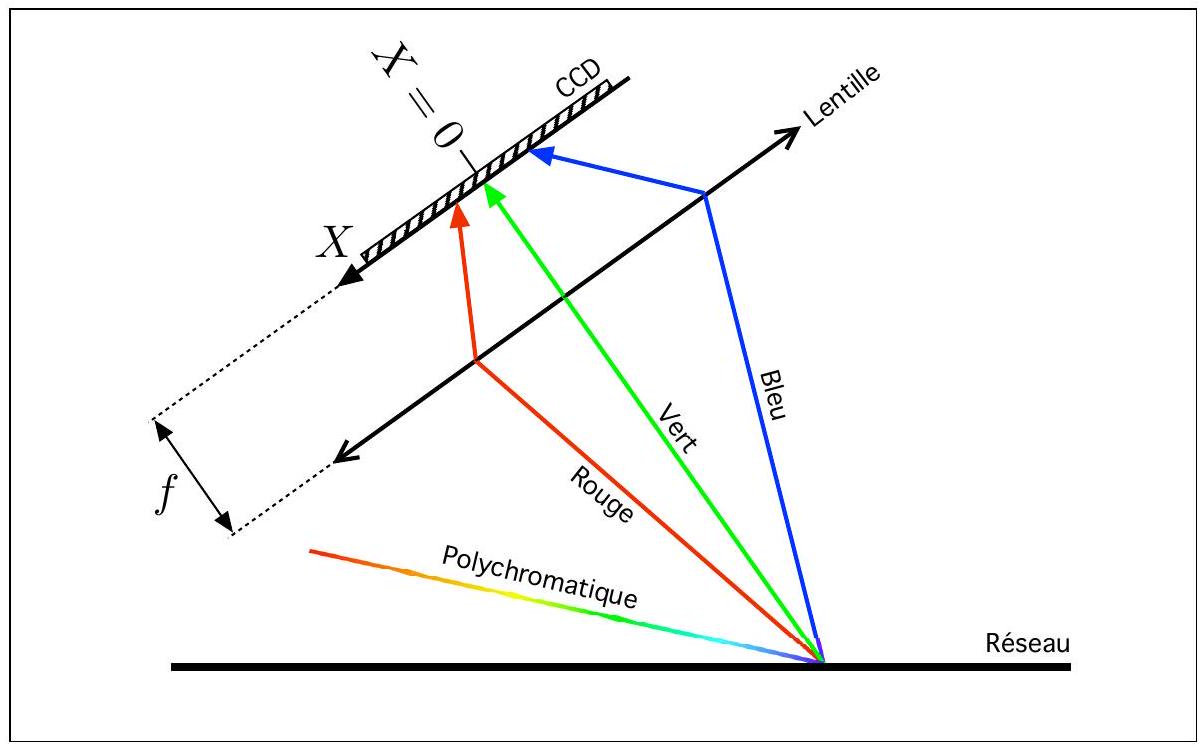 X = 0
CCD
Lentille
X
Bleu
Vert
Rouge
f
Polychromatique
Réseau